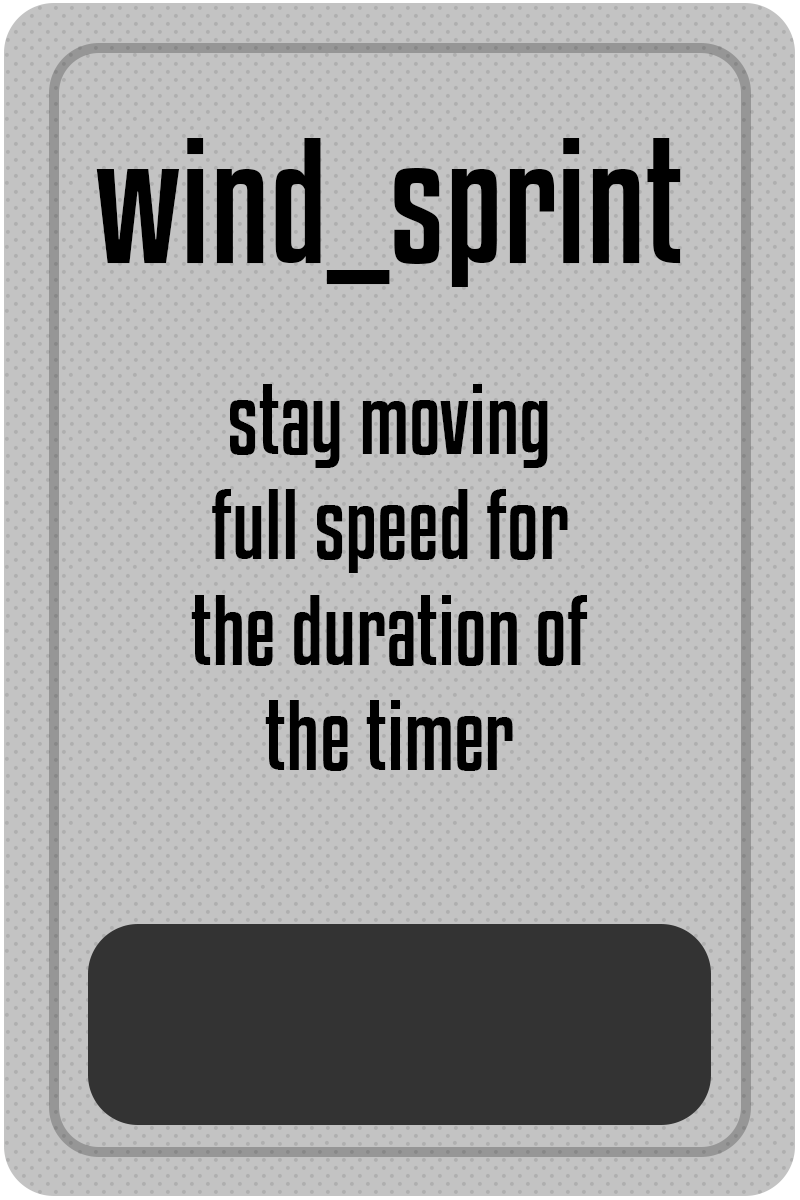 wind_sprint
stay moving
full speed for
the duration of
the timer